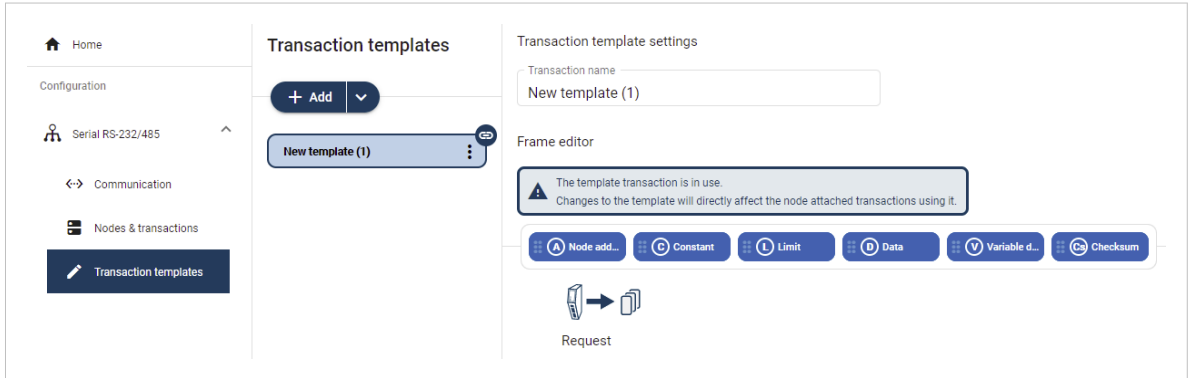 Home
Configuration
Serial RS-232/485
Communication
Nodes & transactions
Transaction templates
Transaction templates
Add
New template (1)
Transaction template settings
Transaction name
New template (1)
Frame editor
The template transaction is in use.
Changes to the template will directly affect the node attached transactions using it.
A Node add...
C Constant
L Limit
D Data
V Variable d...
Cs Checksum
Request